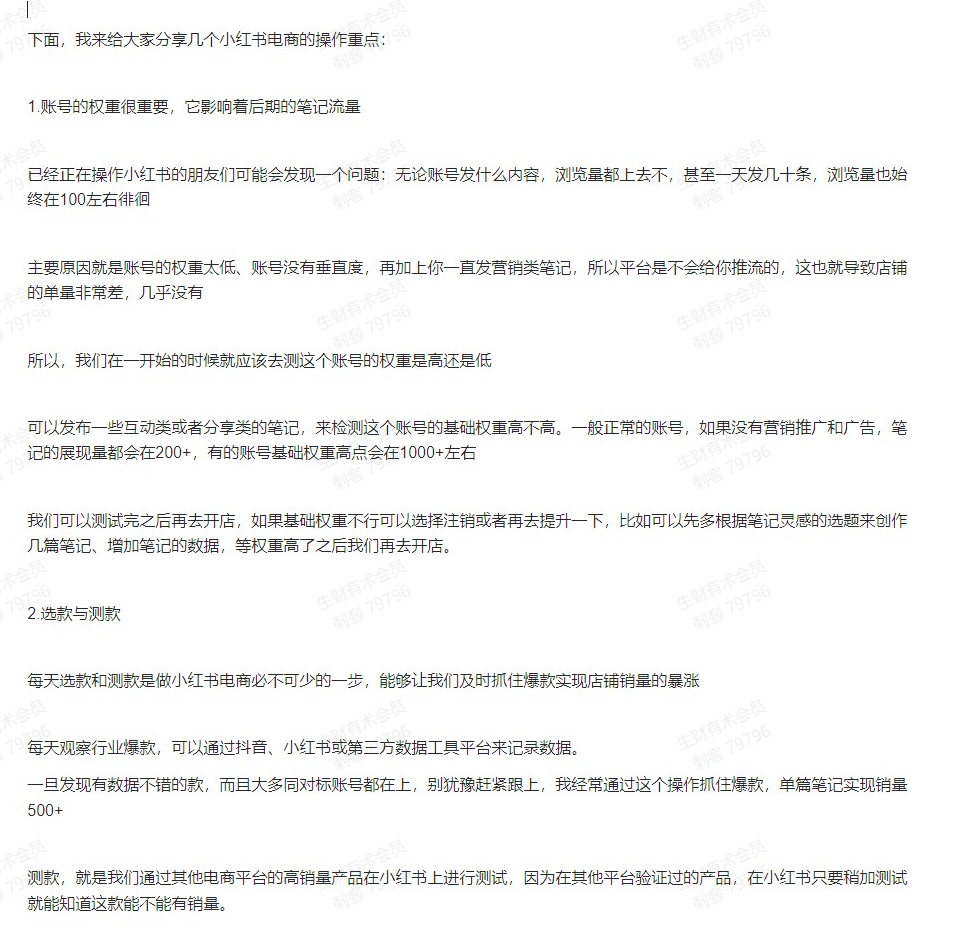 下面，我来给大家分享几个小红书电商的操作重点：
1.账号的权重很重要，它影响着后期的笔记流量
已经正在操作小红书的朋友们可能会发现一个问题：无论账号发什么内容，浏览量都上去不，甚至一天发几十条，浏览量也始
终在100左右徘徊
主要原因就是账号的权重太低、账号没有垂直度，再加上你一直发营销类笔记，所以平台是不会给你推流的，这也就导致店铺
的单量非常差，几乎没有
所以，我们在一开始的时候就应该去测这个账号的权重是高还是低
可以发布一些互动类或者分享类的笔记，来检测这个账号的基础权重高不高。一般正常的账号，如果没有营销推广和广告，笔
记的展现量都会在200+，有的账号基础权重高点会在1000+左右
我们可以测试完之后再去开店，如果基础权重不行可以选择注销或者再去提升一下，比如可以先多根据笔记灵感的选题来创作
几篇笔记、增加笔记的数据，等权重高了之后我们再去开店。
2.选款与测款
每天选款和测款是做小红书电商必不可少的一步，能够让我们及时抓住爆款实现店铺销量的暴涨
每天观察行业爆款，可以通过抖音、小红书或第三方数据工具平台来记录数据。
一旦发现有数据不错的款，而且大多同对标账号都在上，别犹豫赶紧跟上，我经常通过这个操作抓住爆款，单篇笔记实现销量
500+
测款，就是我们通过其他电商平台的高销量产品在小红书上进行测试，因为在其他平台验证过的产品，在小红书只要稍加测试
就能知道这款能不能有销量。
生财有术会员
刺客 79796